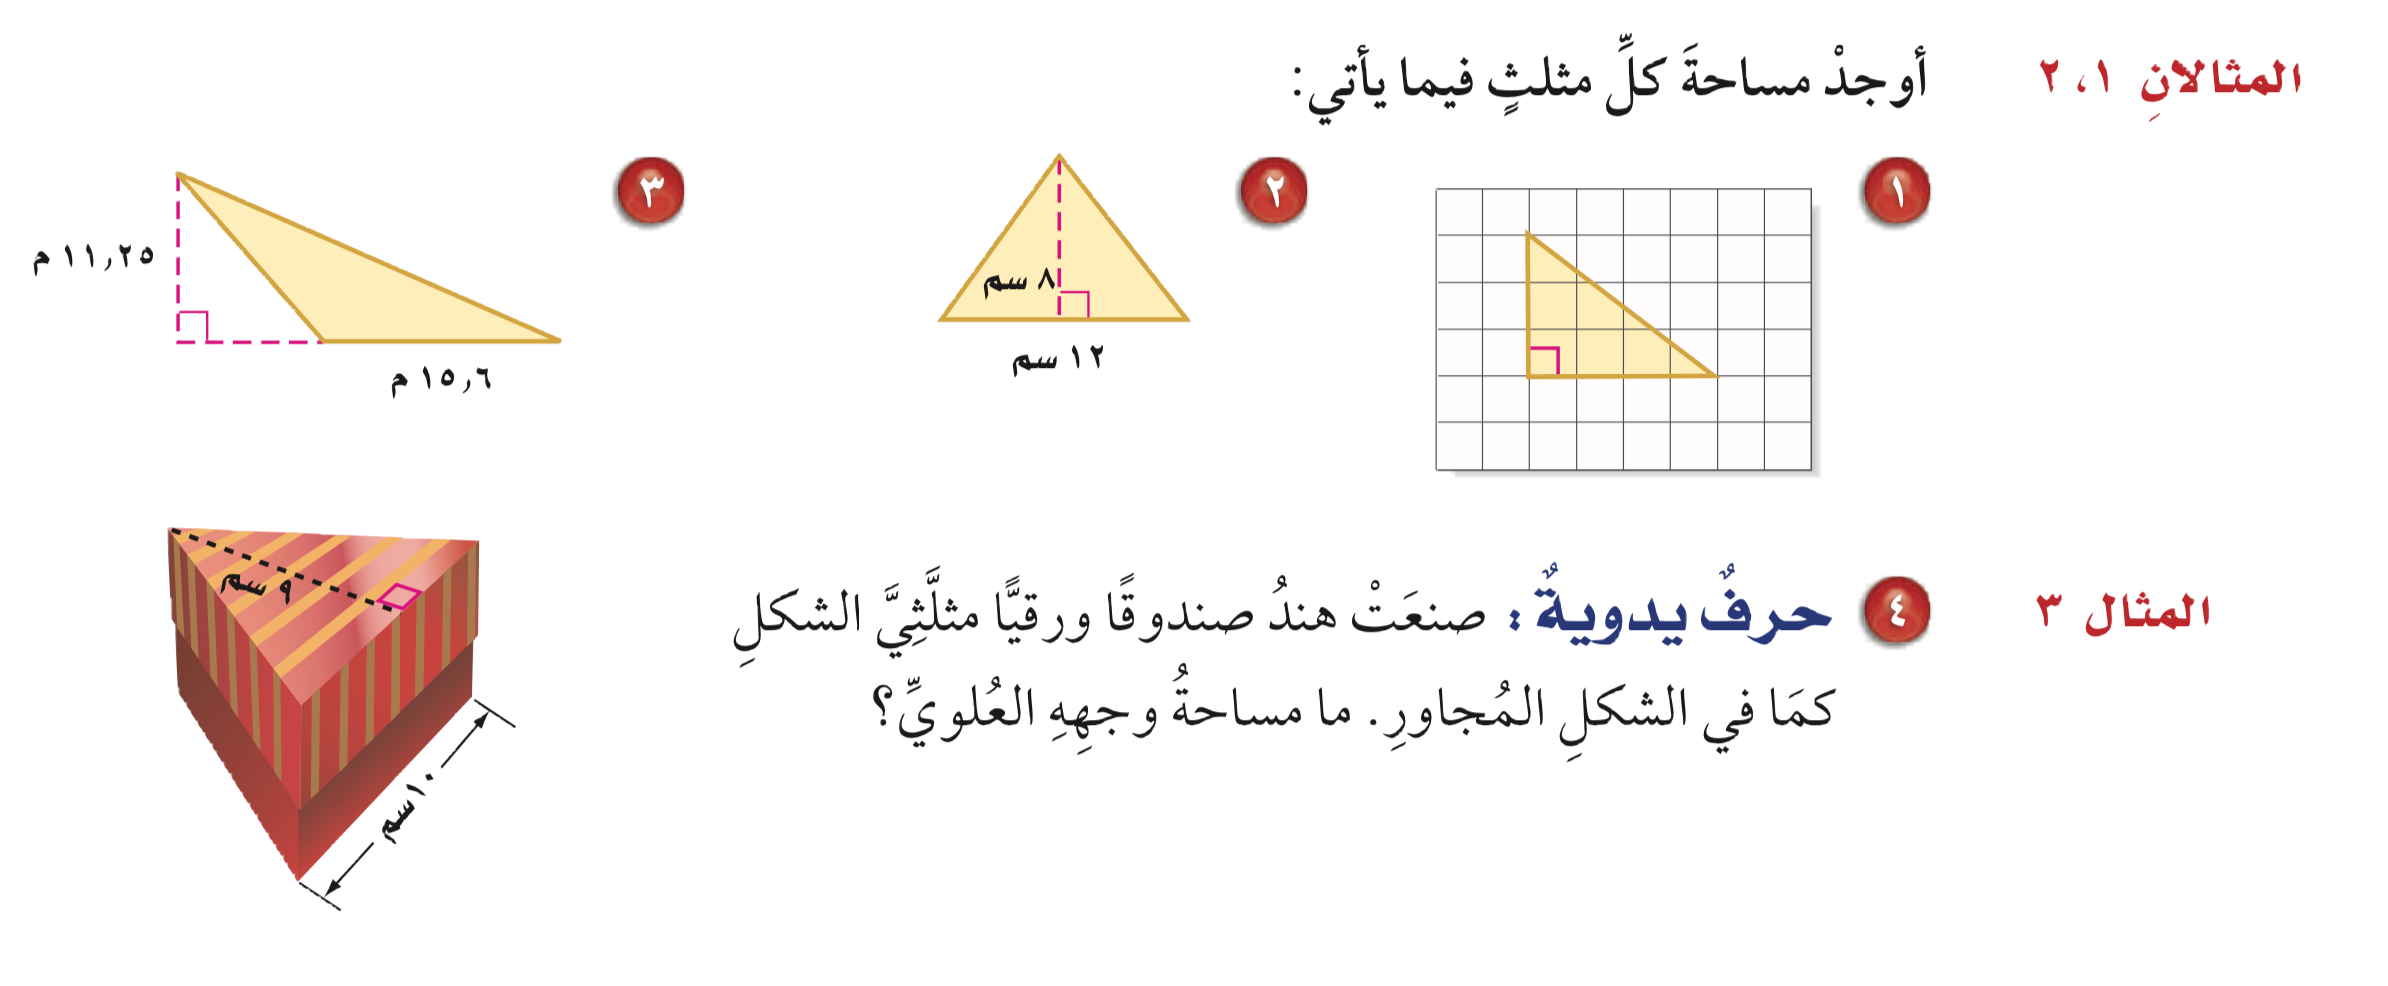 المثالانِ ١، ٢ أوجدْ مساحةَ كلِّ مثلثٍ فيما يأتي:
١
٢
٨ سم
١٢ سم
٣
١١٫٢٥ م
١٥٫٦ م
المثال ٣
٤ حرفٌ يدويةٌ : صنعَتْ هندُ صندوقًا ورقيًّا مثلَّثِيَّ الشكلِ
كمَا في الشكلِ المُجاورِ. ما مساحةُ وجهِهِ العُلويِّ؟
٩ سم
١٠سم